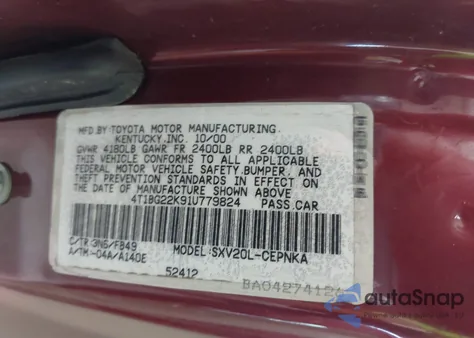 MFD.BY TOYOTA MOTOR MANUFACTURING.
KENTUCKY,INC. 10/00
GVWR 4180LB GAWR FR 2400LB RR 2400LB
THIS VEHICLE CONFORMS TO ALL APPLICABLE
FEDERAL MOTOR VEHICLE SAFETY,BUMPER, AND
THEFT PREVENTION STANDARDS IN EFFECT ON
THE DATE OF MANUFACTURE SHOWN ABOVE
4T1BG22K91U779824 PASS.CAR
C/TR 3N6/FB49 MODEL SXV20L-CEPNKA
A/TM -04A/A140E
52412
autoSnap